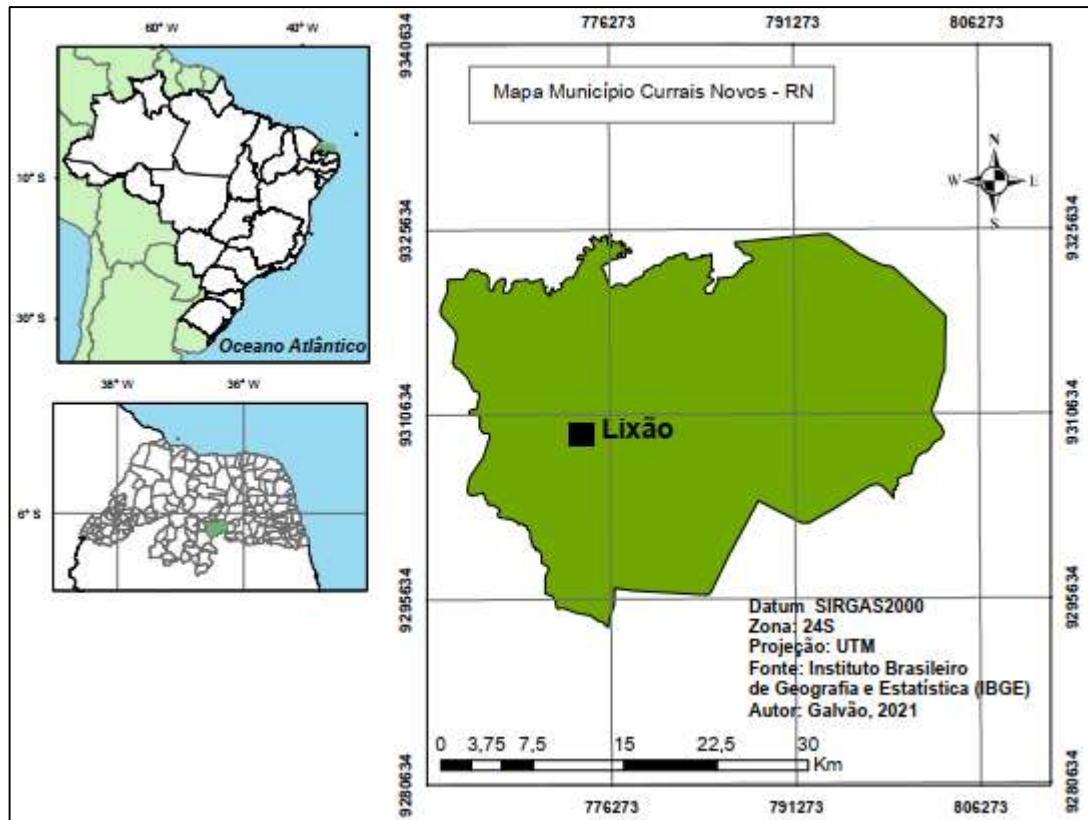 60° W
40° W
10° S
30° S
Oceano Atlântico
38° W
36° W
6° S
776273
791273
806273
9340634
9340634
Mapa Município Currais Novos - RN
N
W
E
S
9325634
9325634
9310634
9310634
Lixão
9295634
9295634
Datum SIRGAS2000
Zona: 24S
Projeção: UTM
Fonte: Instituto Brasileiro
de Geografia e Estatística (IBGE)
Autor: Galvão, 2021
0 3,75 7,5 15 22,5 30
Km
9280634
9280634
776273
791273
806273